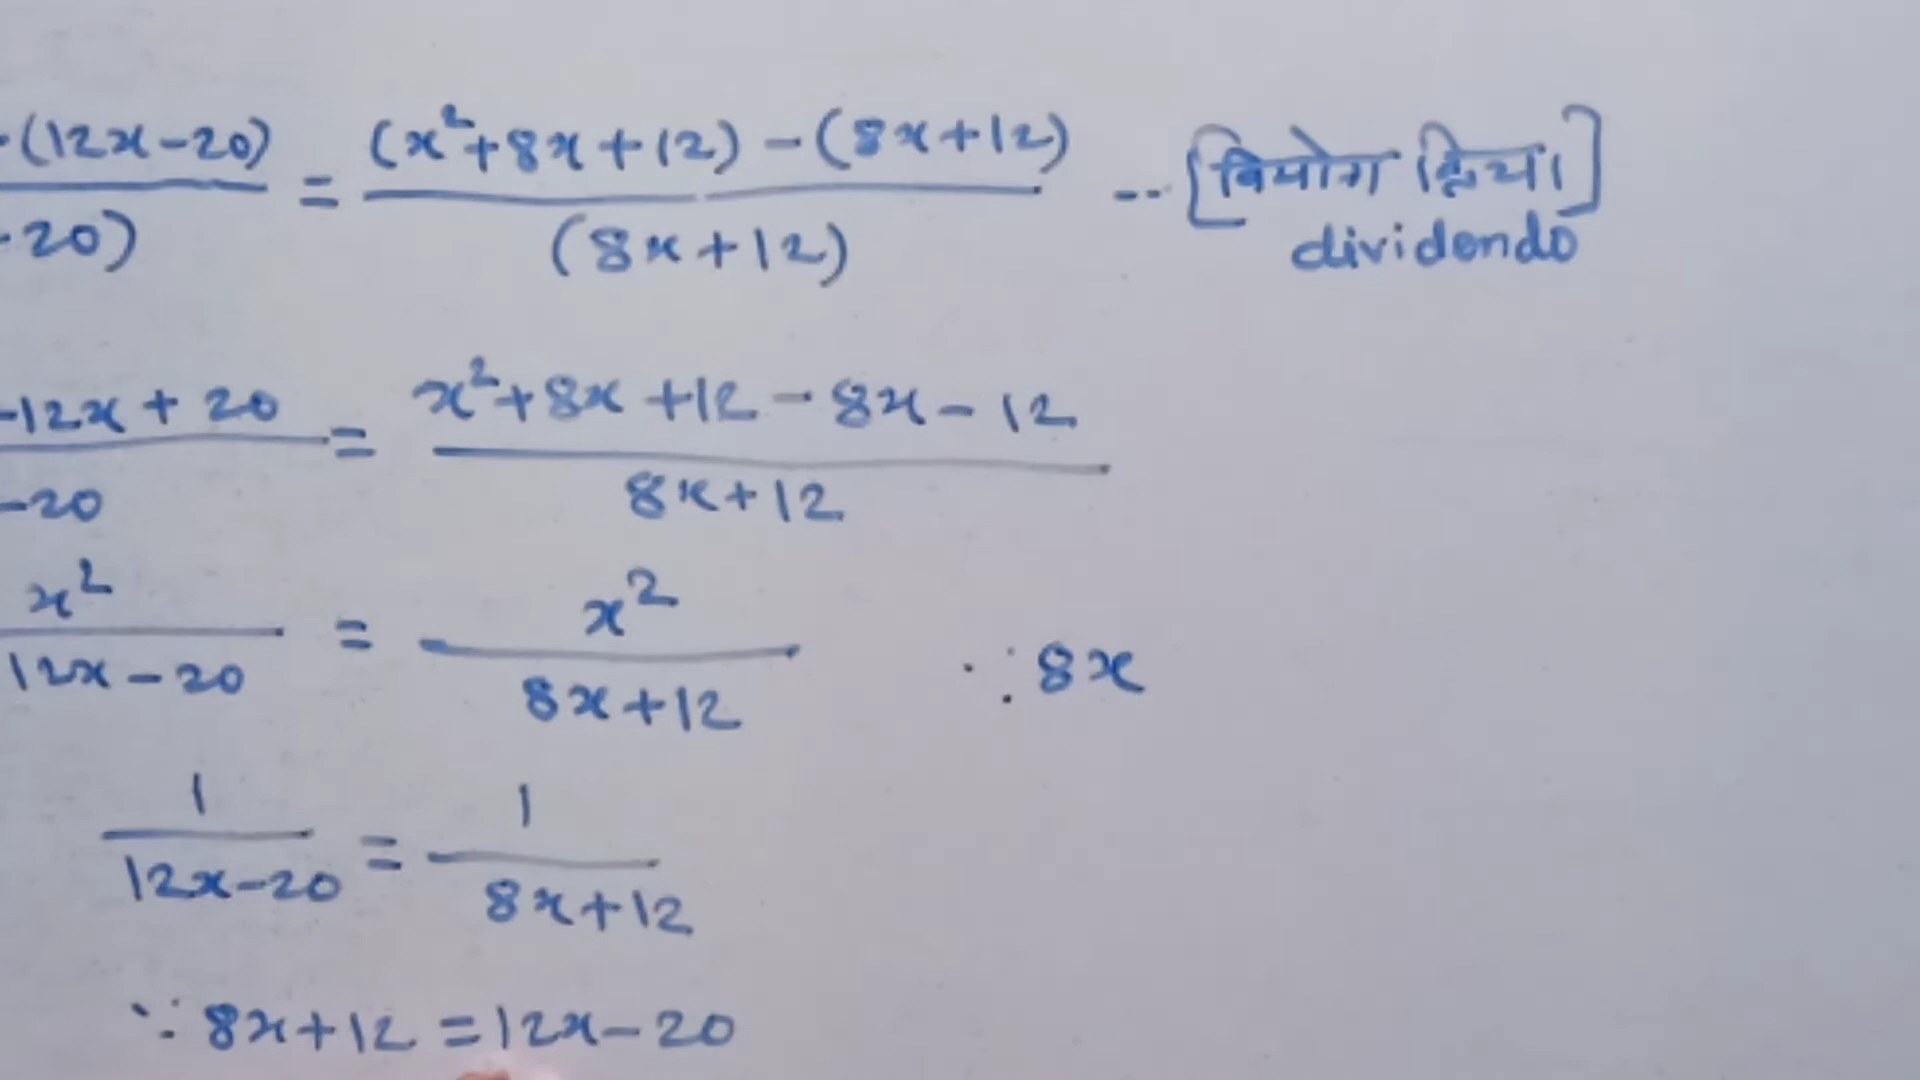 -(12x-20) / -20) = (x²+8x+12)-(8x+12) / (8x+12) --[वियोग क्रिया]
dividendo
-12x+20 / -20 = x²+8x+12-8x-12 / 8x+12
x² / 12x-20 = x² / 8x+12 ∵ 8x
1 / 12x-20 = 1 / 8x+12
∵ 8x+12=12x-20